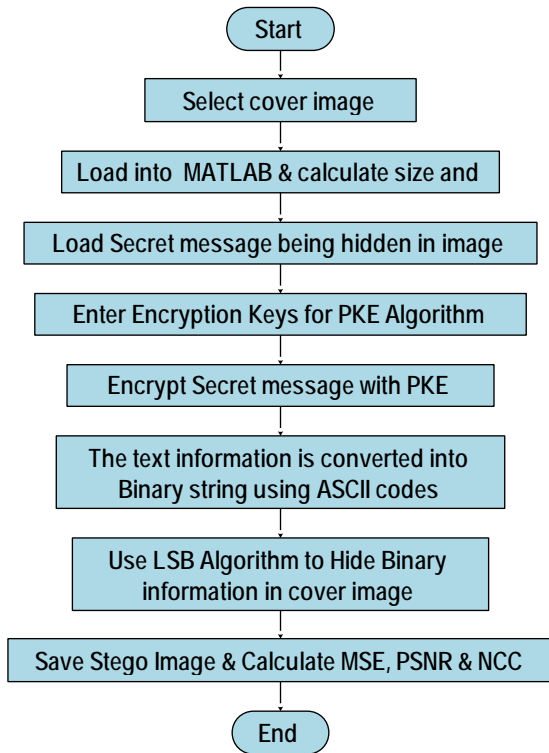 Start
Select cover image
Load into MATLAB & calculate size and
Load Secret message being hidden in image
Enter Encryption Keys for PKE Algorithm
Encrypt Secret message with PKE
The text information is converted into
Binary string using ASCII codes
Use LSB Algorithm to Hide Binary
information in cover image
Save Stego Image & Calculate MSE, PSNR & NCC
End